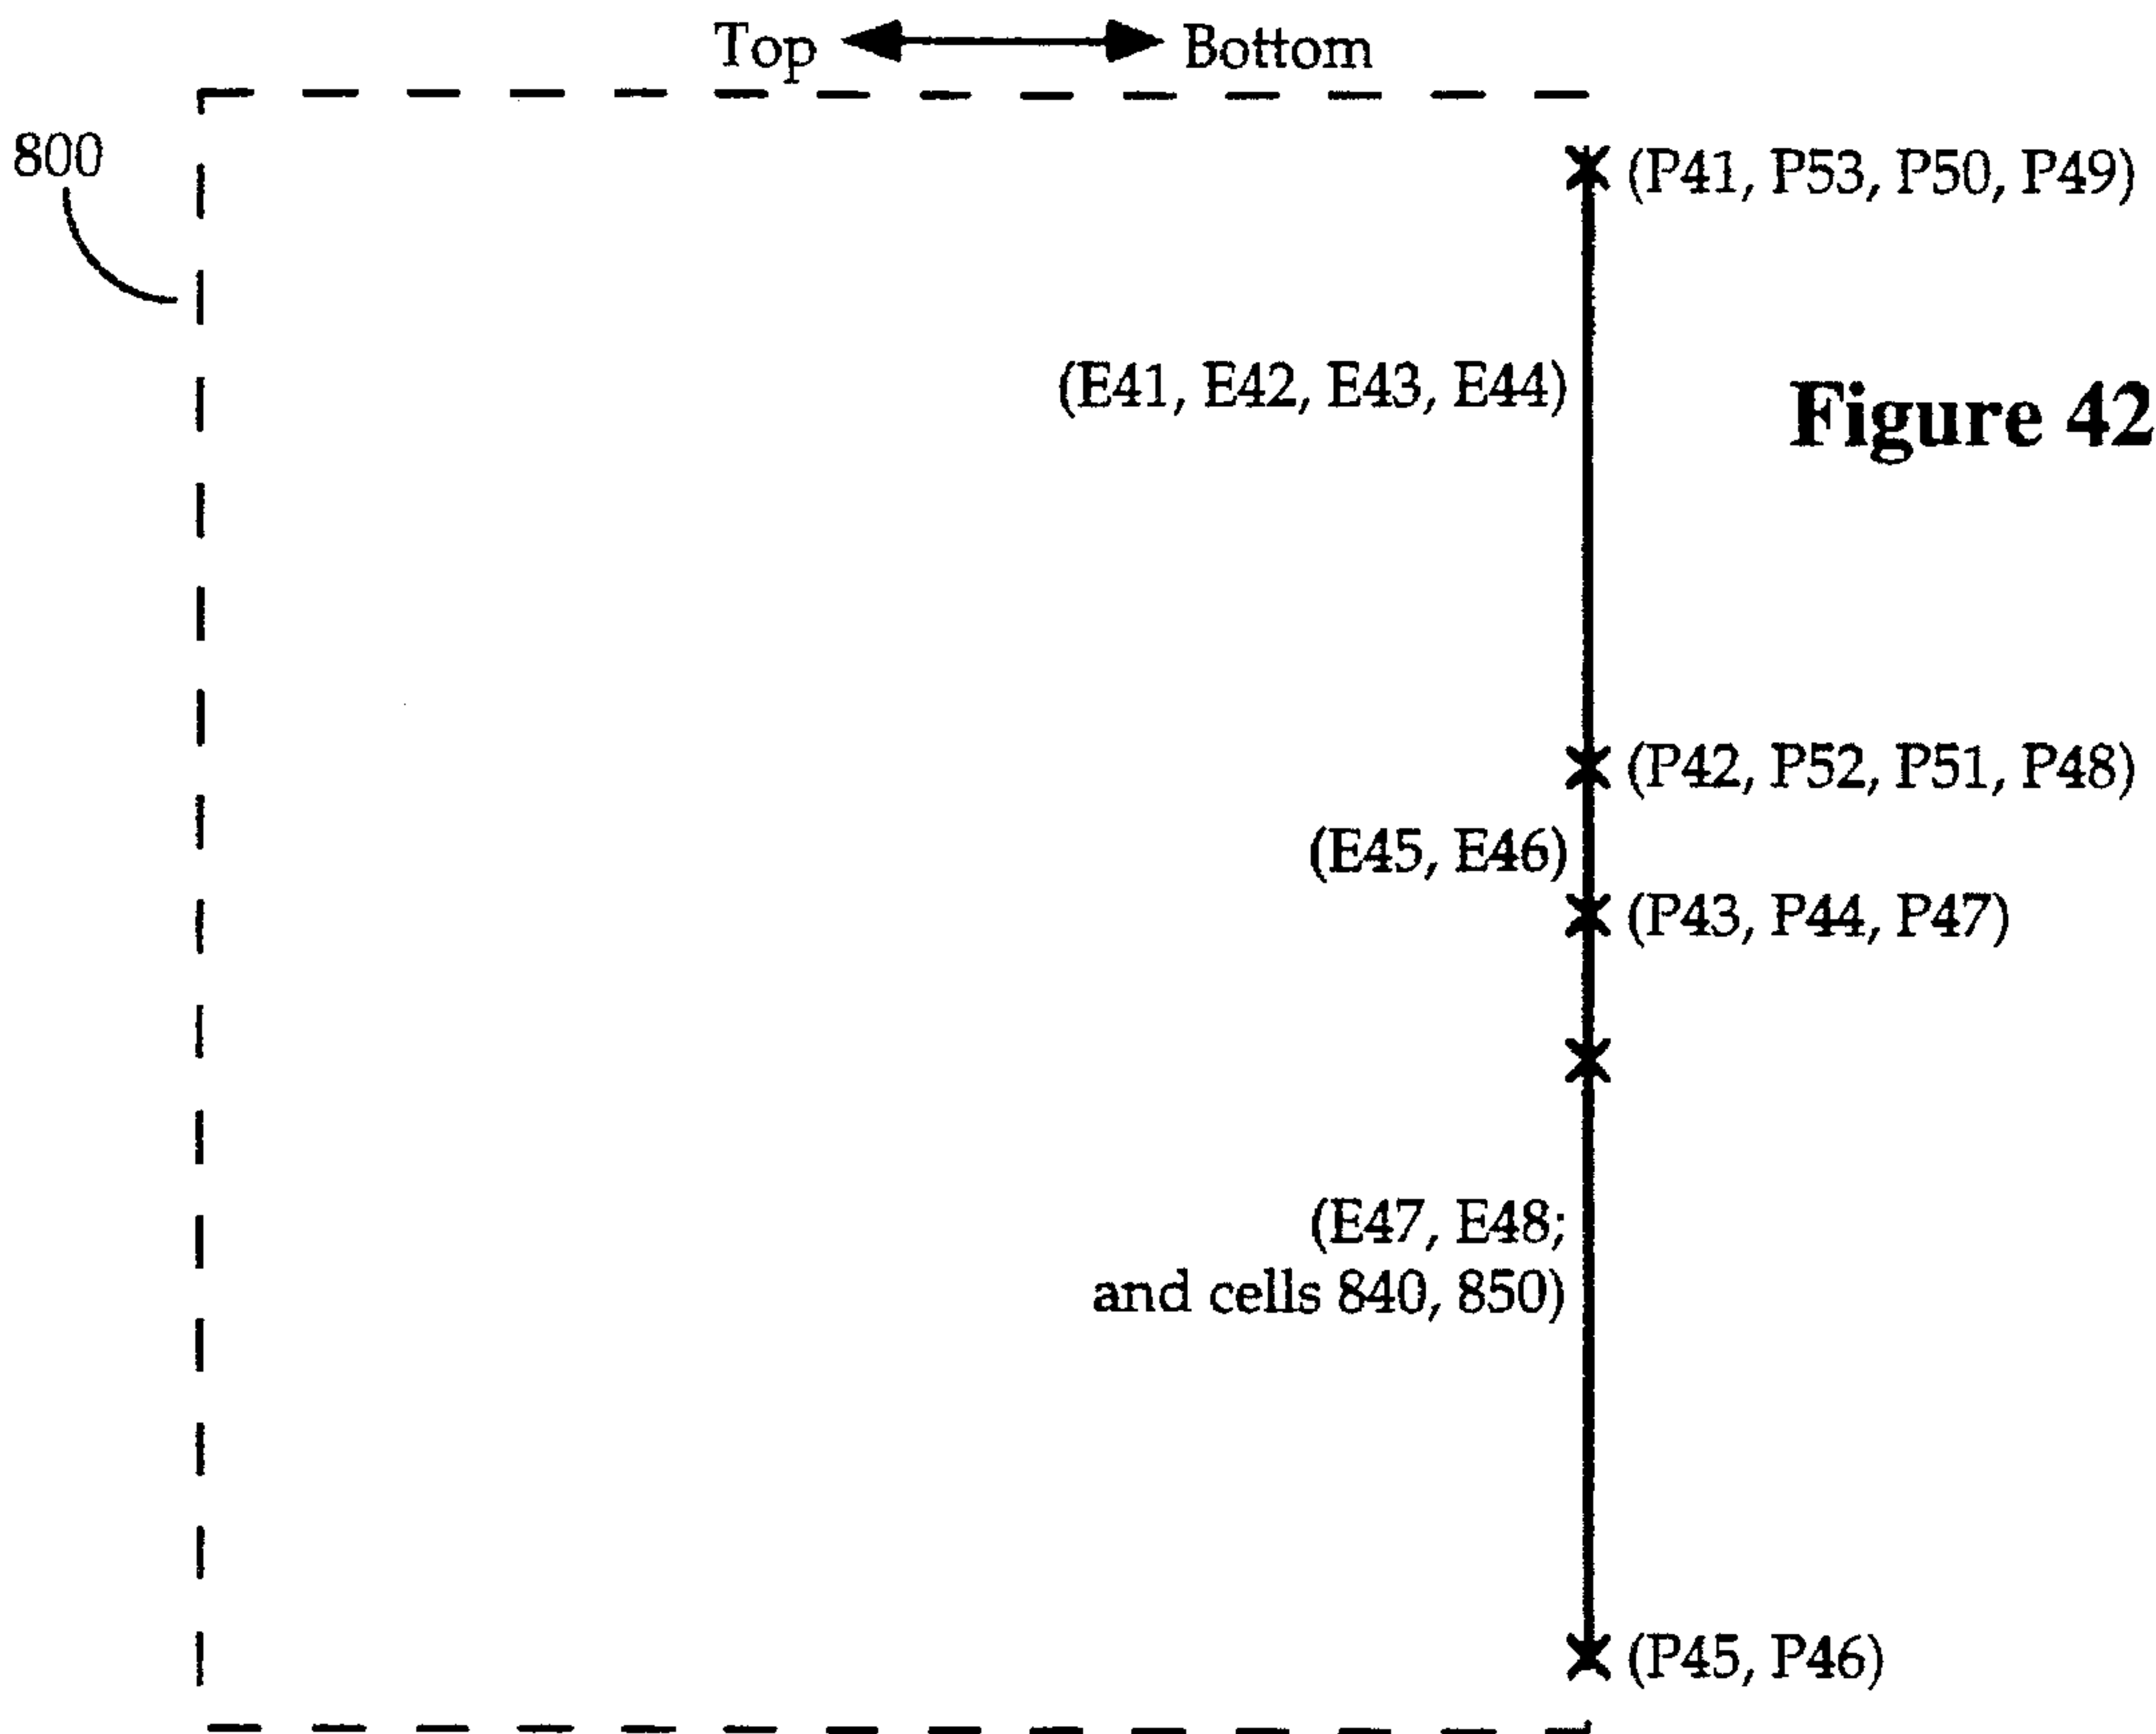 Top Bottom
800
(P41, P53, P50, P49)
(E41, E42, E43, E44)
Figure 42
(P42, P52, P51, P48)
(E45, E46)
(P43, P44, P47)
(E47, E48;
and cells 840, 850)
(P45, P46)